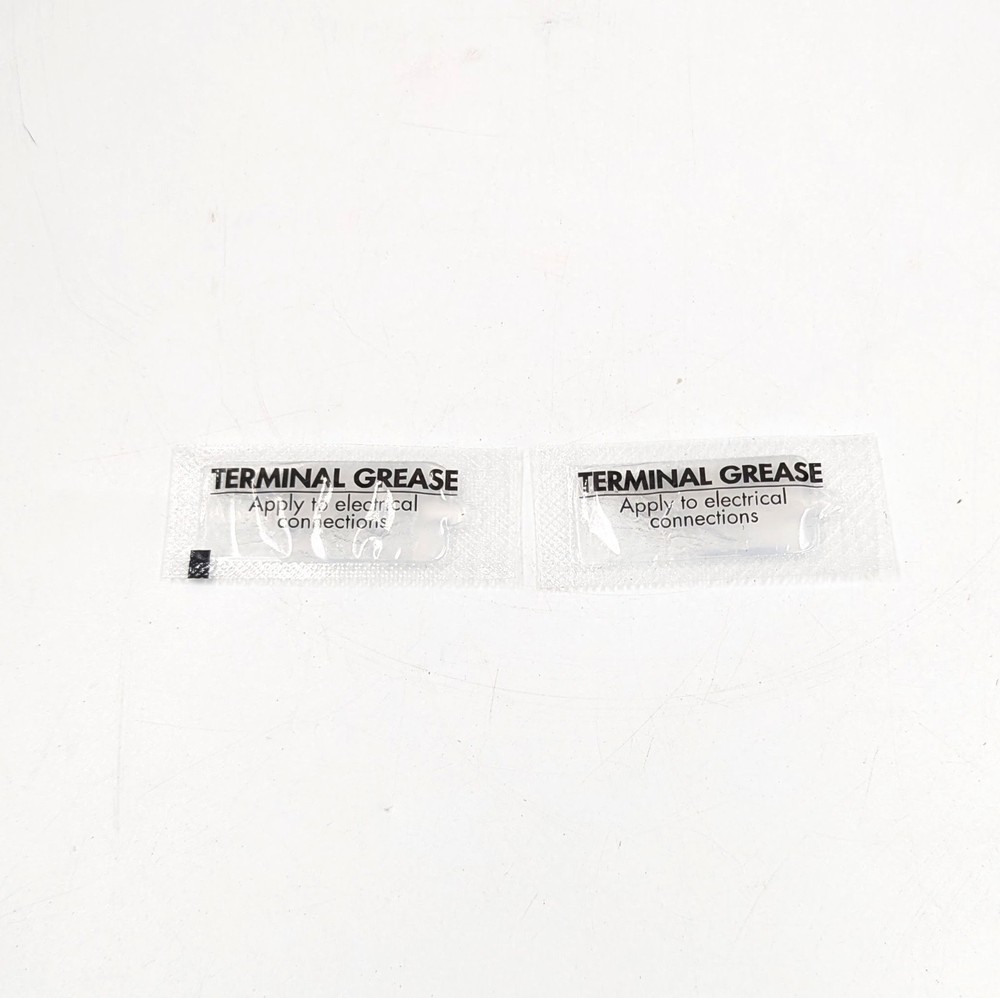 TERMINAL GREASE
Apply to electrical
connections
TERMINAL GREASE
Apply to electrical
connections